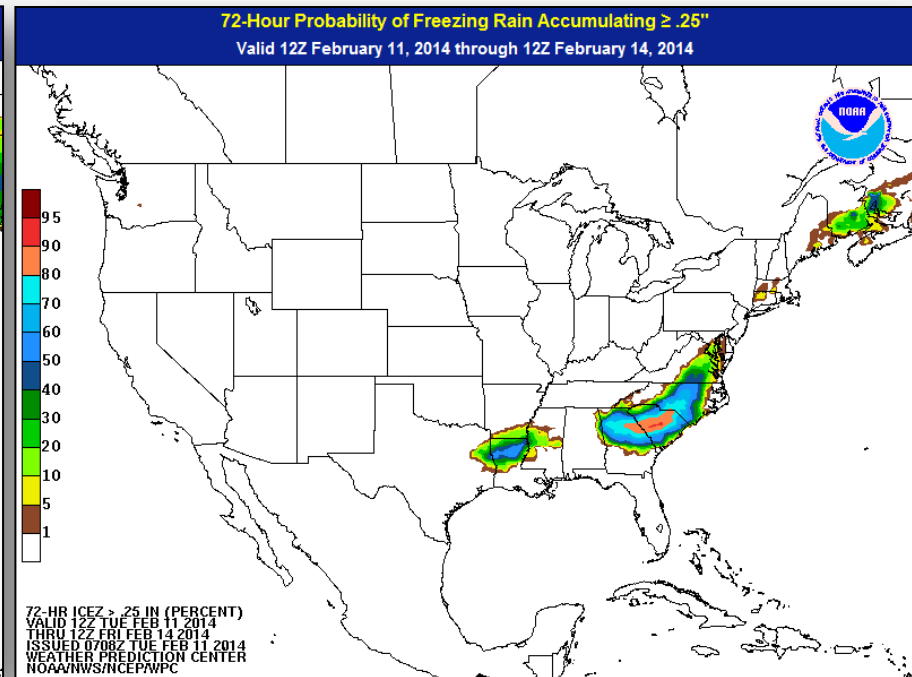 72-Hour Probability of Freezing Rain Accumulating ≥ .25"
Valid 12Z February 11, 2014 through 12Z February 14, 2014
NOAA
95
90
80
70
60
50
40
30
20
10
5
1
72-HR ICEZ > .25 IN (PERCENT)
VALID 12Z TUE FEB 11 2014
THRU 12Z FRI FEB 14 2014
ISSUED 0708Z TUE FEB 11 2014
WEATHER PREDICTION CENTER
NOAA/NWS/NCEP/WPC